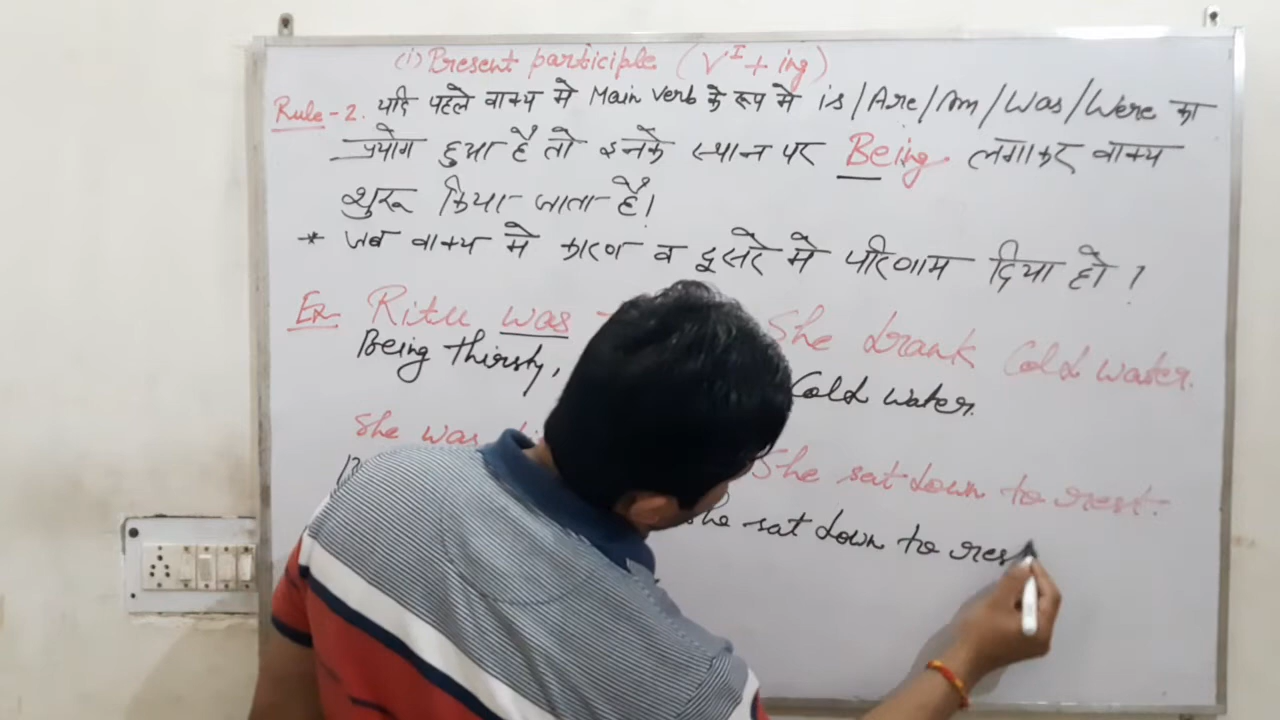 (i) Present participle (V^I + ing)
Rule-2. यदि पहले वाक्य मे Main Verb के रूप मे is/Are/Am/Was/Were का
प्रयोग हुया है तो इनके स्थान पर Being लगाकर वाक्य
शुरू किया जाता है।
* जब वाक्य मे कारण व दुसरे मे परिणाम दिया हो।
Ex Ritu was She drank Cold water.
Being thirsty, Cold water.
She was She sat down to rest.
she sat down to res